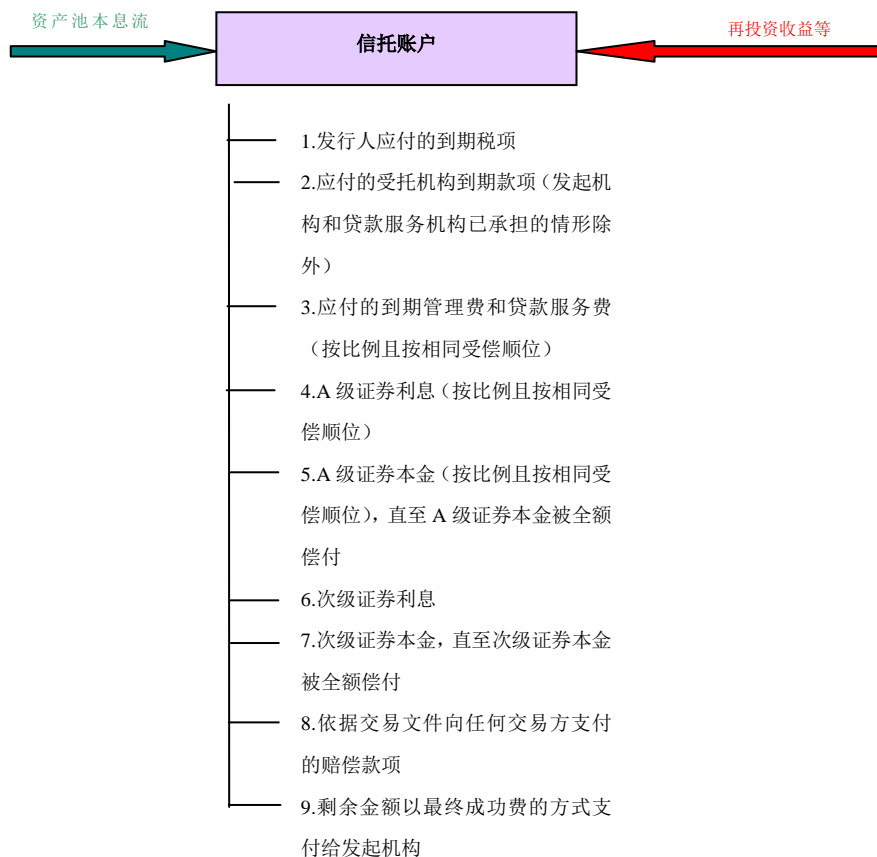 资产池本息流
信托账户
再投资收益等
1.发行人应付的到期税项
2.应付的受托机构到期款项（发起机
构和贷款服务机构已承担的情形除
外）
3.应付的到期管理费和贷款服务费
（按比例且按相同受偿顺位）
4.A 级证券利息（按比例且按相同受
偿顺位）
5.A 级证券本金（按比例且按相同受
偿顺位），直至 A 级证券本金被全额
偿付
6.次级证券利息
7.次级证券本金，直至次级证券本金
被全额偿付
8.依据交易文件向任何交易方支付
的赔偿款项
9.剩余金额以最终成功费的方式支
付给发起机构